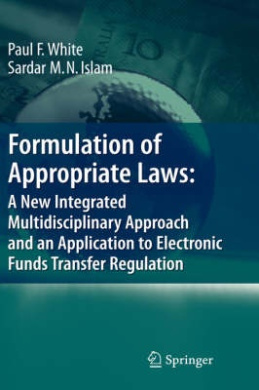 Paul F. White
Sardar M. N. Islam
Formulation of
Appropriate Laws:
A New Integrated
Multidisciplinary Approach
and an Application to Electronic
Funds Transfer Regulation
Springer